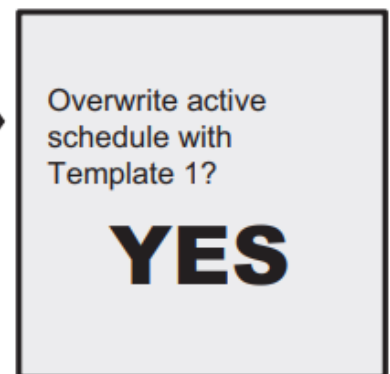 Overwrite active
schedule with
Template 1?
YES